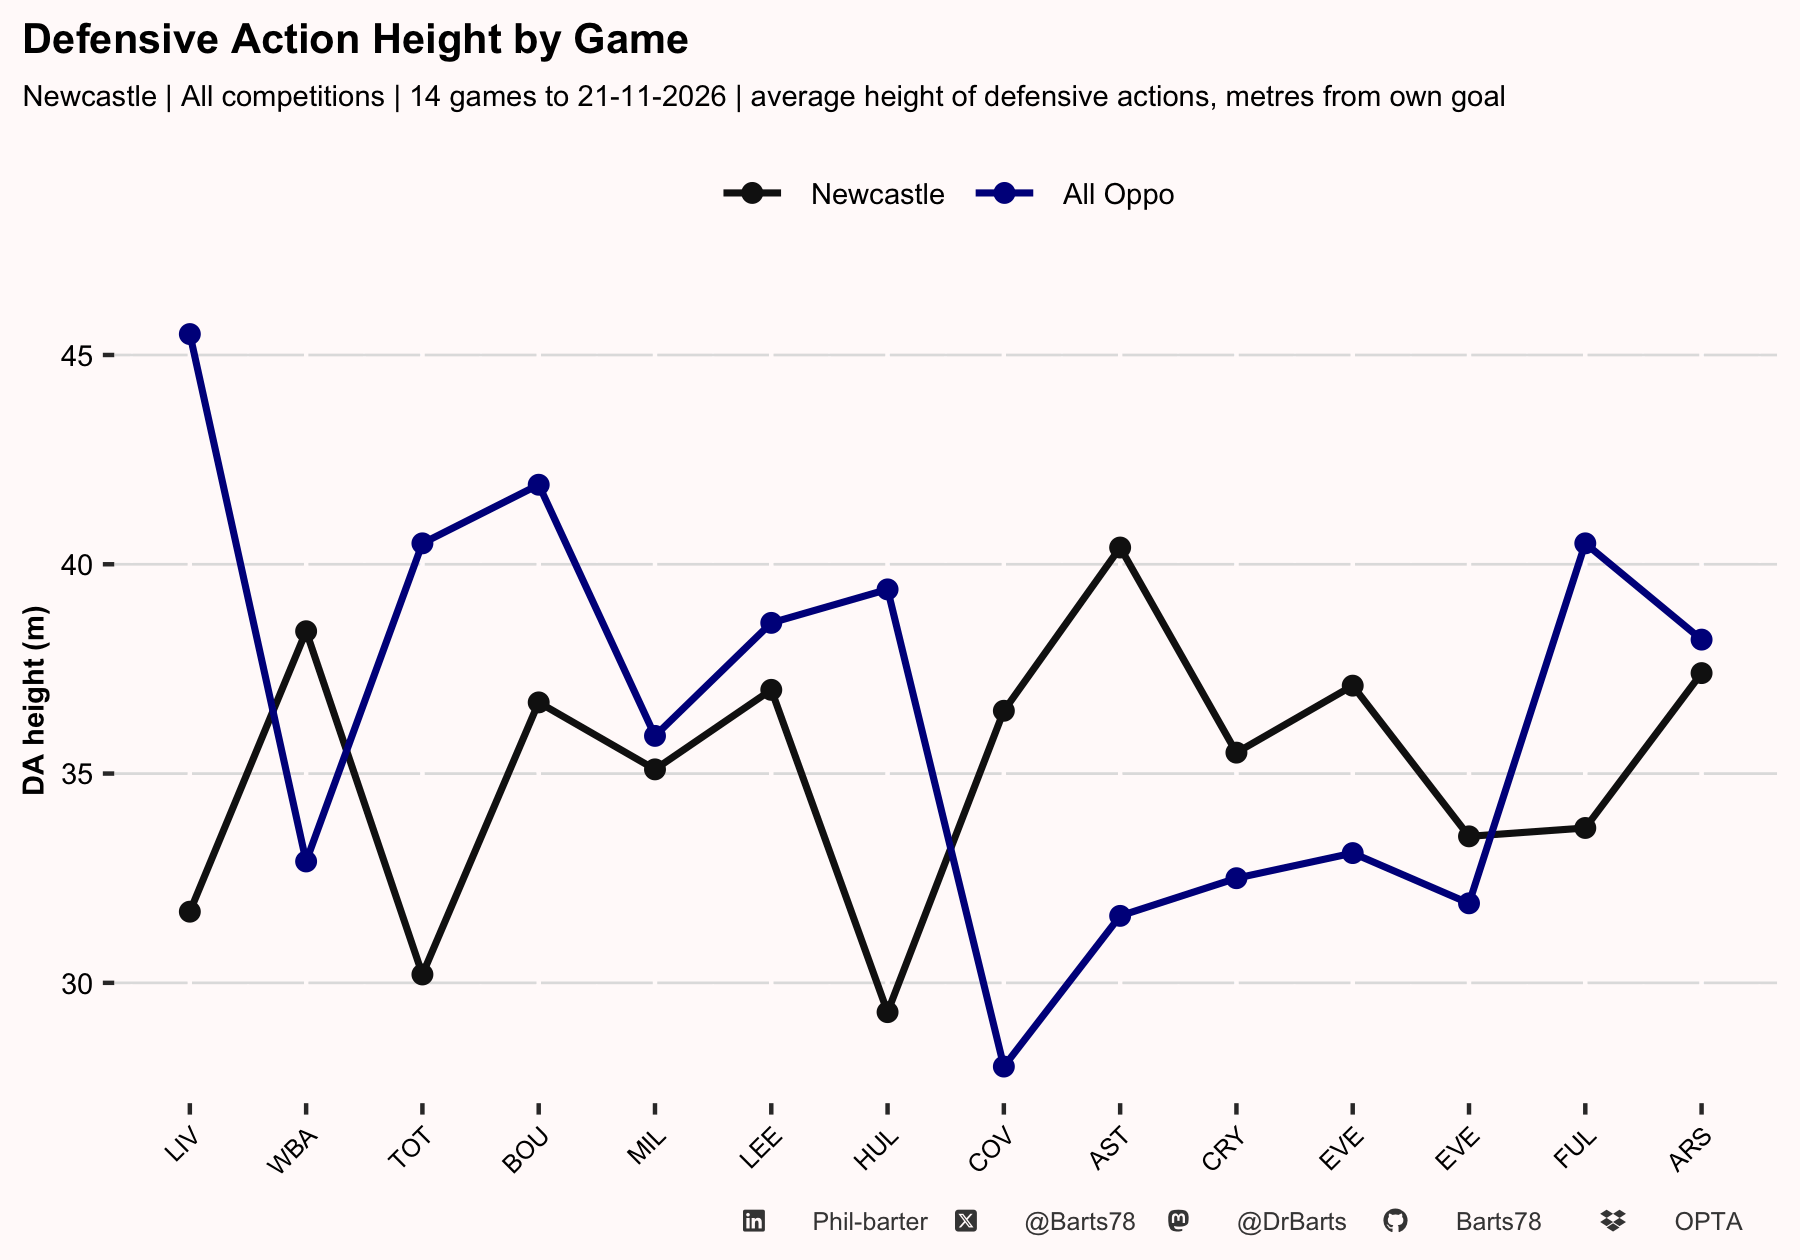 Defensive Action Height by Game
Newcastle | All competitions | 14 games to 21-11-2026 | average height of defensive actions, metres from own goal
Newcastle All Oppo
45
40
35
30
DA height (m)
LIV WBA TOT BOU MIL LEE HUL COV AST CRY EVE EVE FUL ARS
Phil-barter @Barts78 @DrBarts Barts78 OPTA